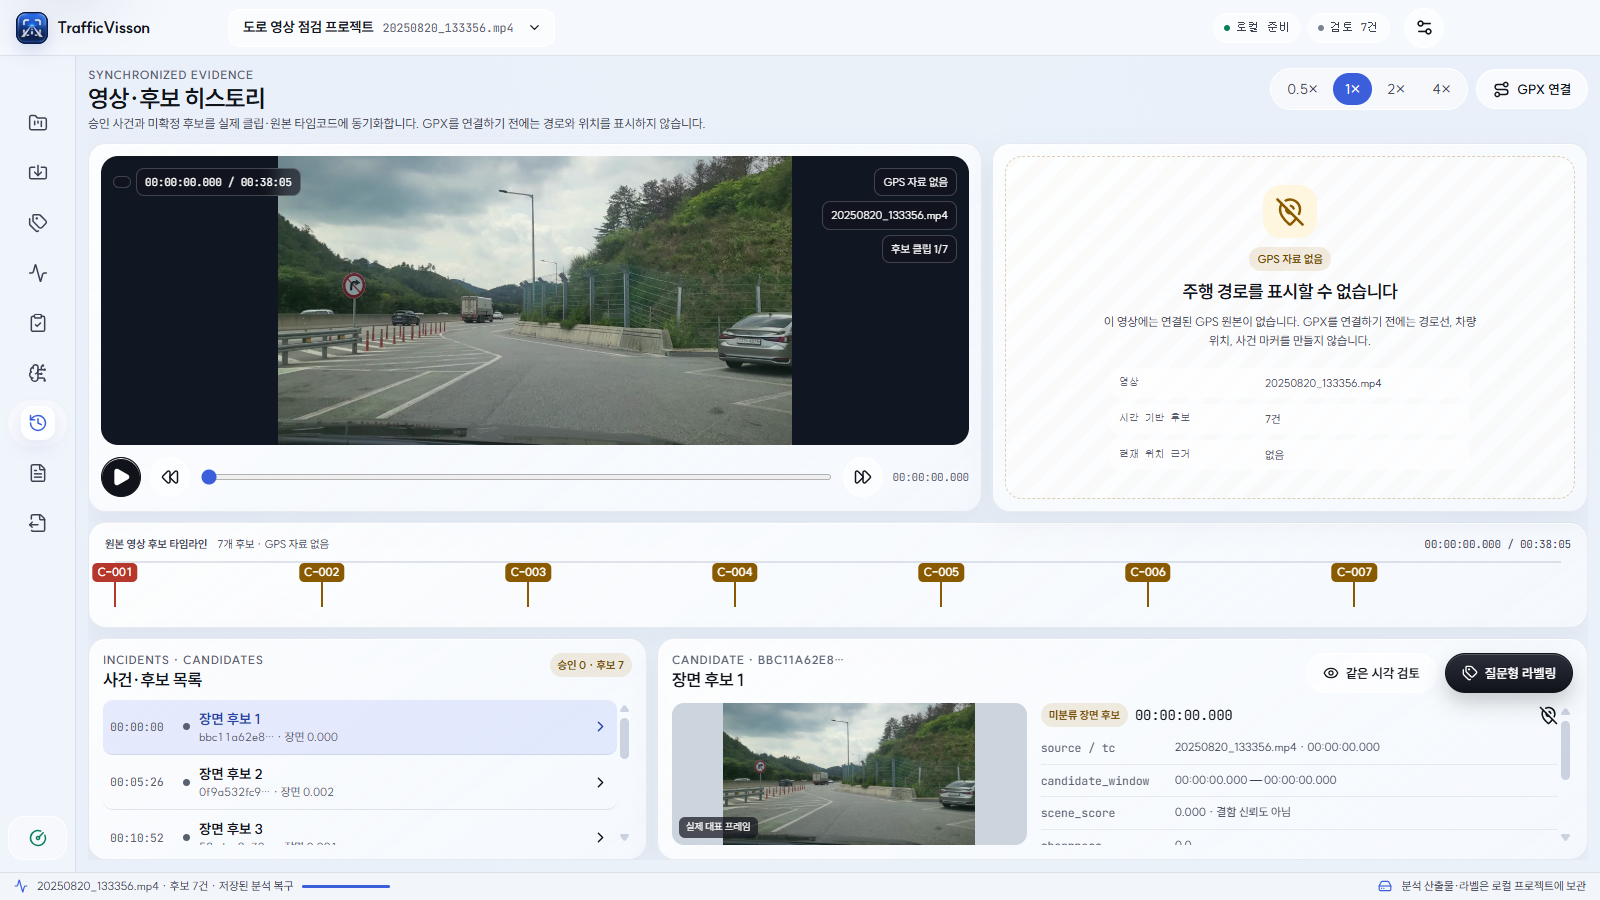 TrafficVisson
도로 영상 점검 프로젝트 20250820_133356.mp4
로컬 준비
검토 7건
SYNCHRONIZED EVIDENCE
영상·후보 히스토리
승인 사건과 미확정 후보를 실제 클립·원본 타임코드에 동기화합니다. GPX를 연결하기 전에는 경로와 위치를 표시하지 않습니다.
0.5× 1× 2× 4×
GPX 연결
00:00:00.000 / 00:38:05
GPS 자료 없음
20250820_133356.mp4
후보 클립 1/7
00:00:00.000
GPS 자료 없음
주행 경로를 표시할 수 없습니다
이 영상에는 연결된 GPS 원본이 없습니다. GPX를 연결하기 전에는 경로선, 차량
위치, 사건 마커를 만들지 않습니다.
영상 20250820_133356.mp4
시간 기반 후보 7건
현재 위치 근거 없음
원본 영상 후보 타임라인 7개 후보 · GPS 자료 없음
00:00:00.000 / 00:38:05
C-001 C-002 C-003 C-004 C-005 C-006 C-007
INCIDENTS · CANDIDATES
사건·후보 목록
승인 0 · 후보 7
00:00:00 장면 후보 1
bbc11a62e8… · 장면 0.000
00:05:26 장면 후보 2
0f9a532fc9… · 장면 0.002
00:10:52 장면 후보 3
CANDIDATE · BBC11A62E8…
장면 후보 1
같은 시각 검토
질문형 라벨링
실제 대표 프레임
미분류 장면 후보 00:00:00.000
source / tc 20250820_133356.mp4 · 00:00:00.000
candidate_window 00:00:00.000 — 00:00:00.000
scene_score 0.000 · 결함 신뢰도 아님
20250820_133356.mp4 · 후보 7건 · 저장된 분석 복구
분석 산출물·라벨은 로컬 프로젝트에 보관